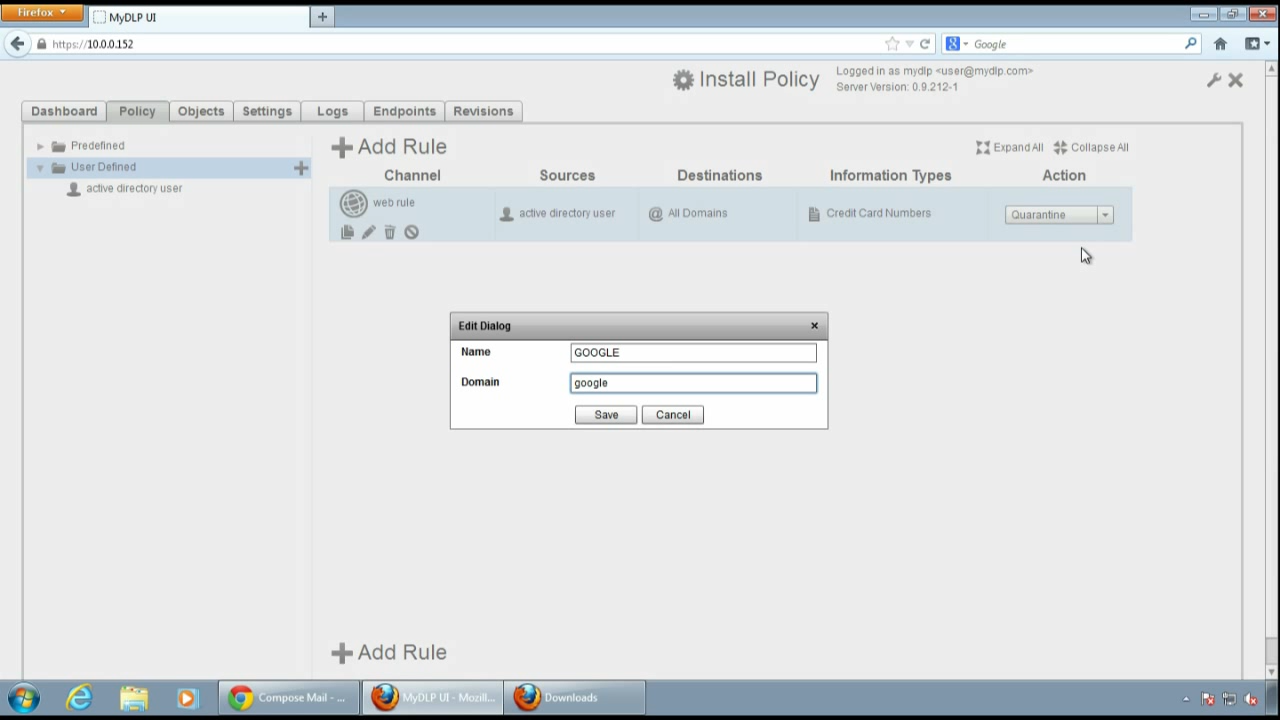 Firefox
MyDLP UI
https://10.0.0.152
Google
Install Policy
Logged in as mydlp <user@mydlp.com>
Server Version: 0.9.212-1
Dashboard Policy Objects Settings Logs Endpoints Revisions
Predefined
User Defined
active directory user
Add Rule
Expand All Collapse All
Channel Sources Destinations Information Types Action
web rule
active directory user
@ All Domains
Credit Card Numbers
Quarantine
Edit Dialog
Name GOOGLE
Domain google
Save Cancel
Add Rule
Compose Mail - ...
MyDLP UI - Mozill...
Downloads